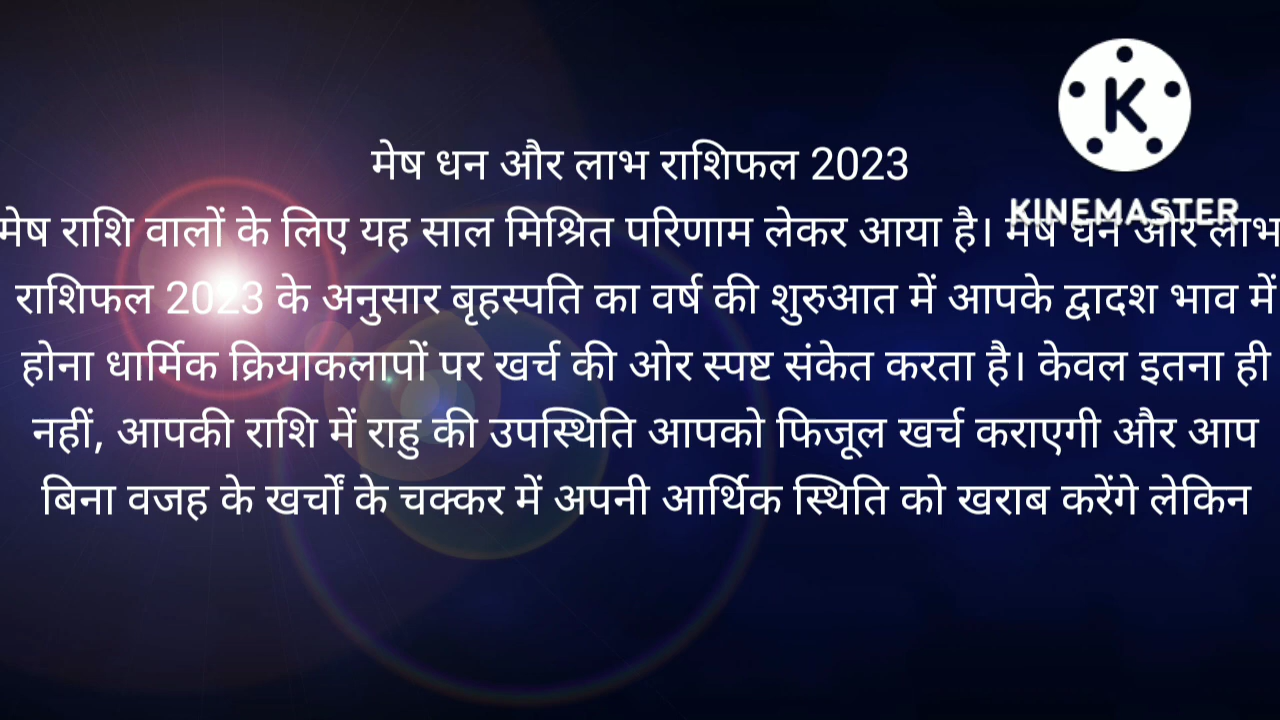 मेष धन और लाभ राशिफल 2023
KINEMASTER
मेष राशि वालों के लिए यह साल मिश्रित परिणाम लेकर आया है। मेष धन और लाभ
राशिफल 2023 के अनुसार बृहस्पति का वर्ष की शुरुआत में आपके द्वादश भाव में
होना धार्मिक क्रियाकलापों पर खर्च की ओर स्पष्ट संकेत करता है। केवल इतना ही
नहीं, आपकी राशि में राहु की उपस्थिति आपको फिजूल खर्च कराएगी और आप
बिना वजह के खर्चों के चक्कर में अपनी आर्थिक स्थिति को खराब करेंगे लेकिन